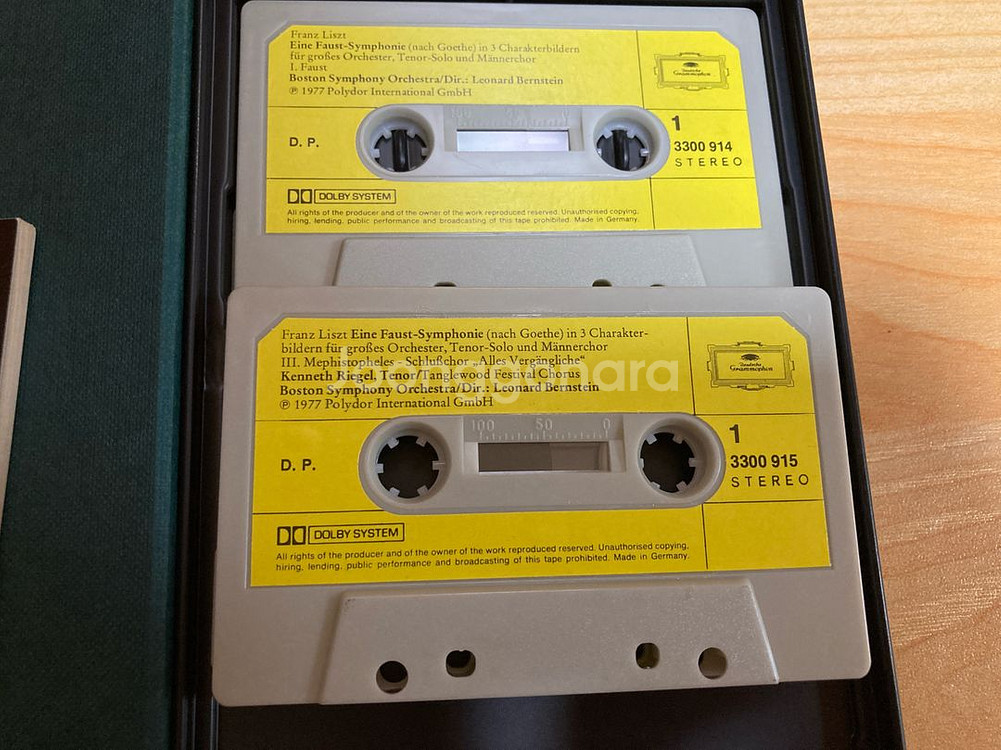 Franz Liszt
Eine Faust-Symphonie (nach Goethe) in 3 Charakterbildern
für großes Orchester, Tenor-Solo und Männerchor
I. Faust
Boston Symphony Orchestra/Dir.: Leonard Bernstein
℗ 1977 Polydor International GmbH
Deutsche
Grammophon
D. P.
1
3300 914
STEREO
DOLBY SYSTEM
All rights of the producer and of the owner of the work reproduced reserved. Unauthorised copying,
hiring, lending, public performance and broadcasting of this tape prohibited. Made in Germany.
Franz Liszt Eine Faust-Symphonie (nach Goethe) in 3 Charakter-
bildern für großes Orchester, Tenor-Solo und Männerchor
III. Mephistopheles - Schlußchor „Alles Vergängliche“
Kenneth Riegel, Tenor/Tanglewood Festival Chorus
Boston Symphony Orchestra/Dir.: Leonard Bernstein
℗ 1977 Polydor International GmbH
Deutsche
Grammophon
100 50 0
D. P.
1
3300 915
STEREO
DOLBY SYSTEM
All rights of the producer and of the owner of the work reproduced reserved. Unauthorised copying,
hiring, lending, public performance and broadcasting of this tape prohibited. Made in Germany.